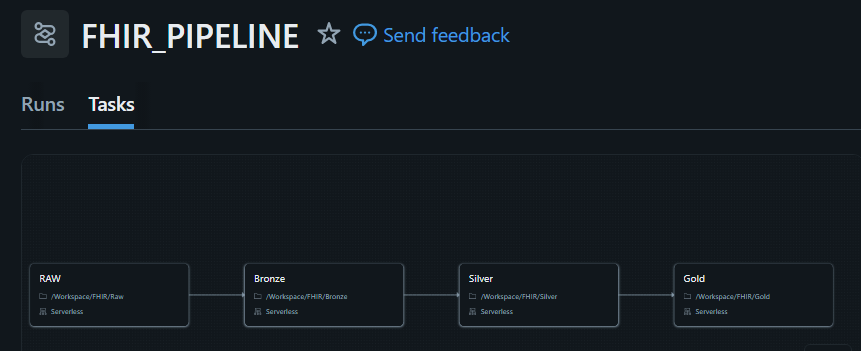 FHIR_PIPELINE Send feedback
Runs Tasks
RAW
/Workspace/FHIR/Raw
Serverless
Bronze
/Workspace/FHIR/Bronze
Serverless
Silver
/Workspace/FHIR/Silver
Serverless
Gold
/Workspace/FHIR/Gold
Serverless